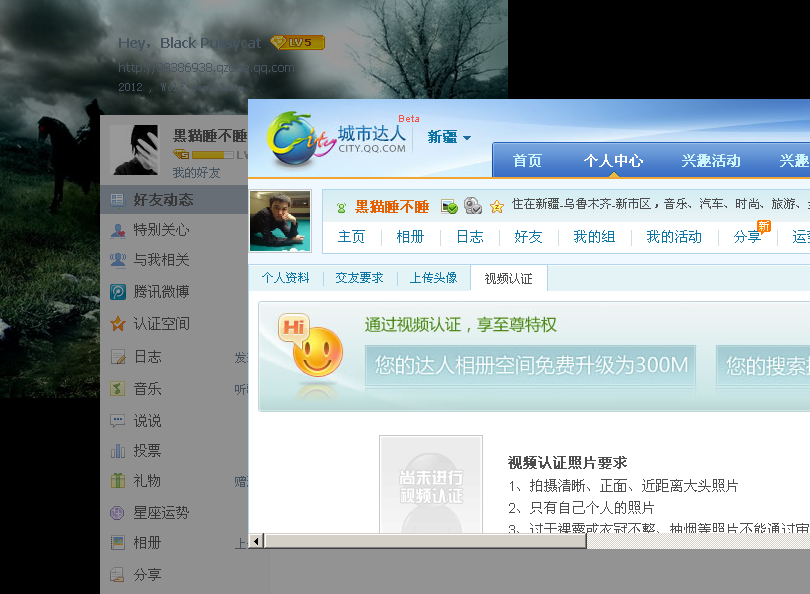 Hey，Black Pussycat LV5
http://88386938.qzone.qq.com
2012 ,
黑猫睡不睡
LV
我的好友
好友动态
特别关心
与我相关
腾讯微博
认证空间
日志
音乐
说说
投票
礼物
星座运势
相册 上
分享
City 城市达人 Beta
CITY.QQ.COM
新疆
首页 个人中心 兴趣活动 兴趣
黑猫睡不睡 住在新疆-乌鲁木齐-新市区，音乐、汽车、时尚、旅游、
主页 相册 日志 好友 我的组 我的活动 分享 新 运
个人资料 交友要求 上传头像 视频认证
Hi
通过视频认证，享至尊特权
您的达人相册空间免费升级为300M 您的搜索
尚未进行
视频认证
视频认证照片要求
1、拍摄清晰、正面、近距离大头照片
2、只有自己个人的照片
3、过于裸露或衣冠不整、抽烟等照片不能通过审